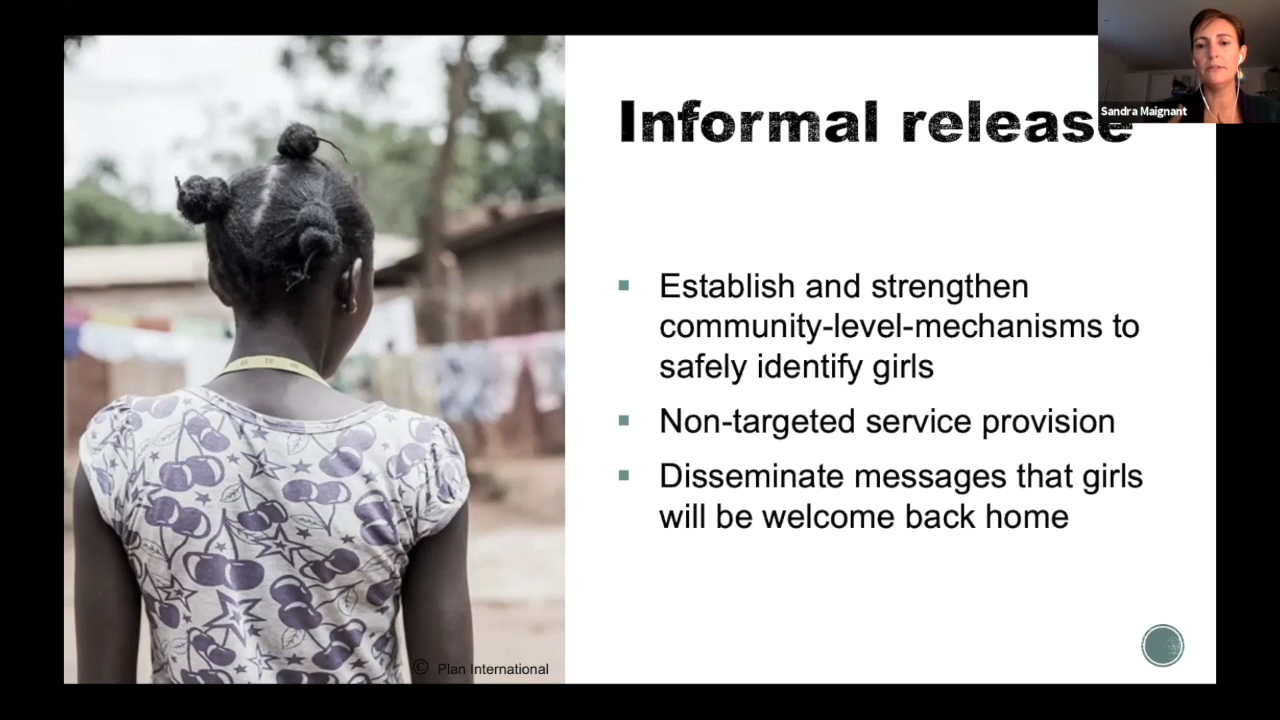 Sandra Maignant
Informal release
▪ Establish and strengthen
community-level-mechanisms to
safely identify girls
▪ Non-targeted service provision
▪ Disseminate messages that girls
will be welcome back home
© Plan International